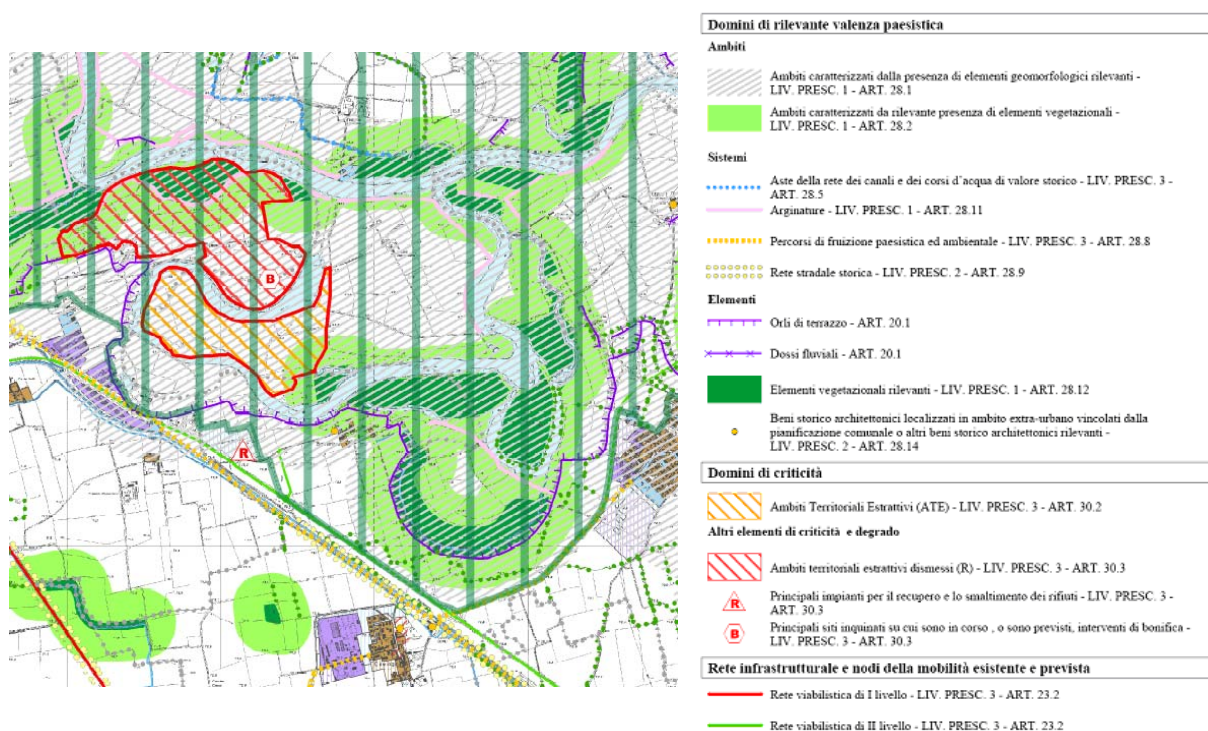 Domini di rilevante valenza paesistica
Ambiti
Ambiti caratterizzati dalla presenza di elementi geomorfologici rilevanti -
LIV. PRESC. 1 - ART. 28.1
Ambiti caratterizzati da rilevante presenza di elementi vegetazionali -
LIV. PRESC. 1 - ART. 28.2
Sistemi
Aste della rete dei canali e dei corsi d'acqua di valore storico - LIV. PRESC. 3 -
ART. 28.5
Arginature - LIV. PRESC. 1 - ART. 28.11
Percorsi di fruizione paesistica ed ambientale - LIV. PRESC. 3 - ART. 28.8
Rete stradale storica - LIV. PRESC. 2 - ART. 28.9
Elementi
Orli di terrazzo - ART. 20.1
Dossi fluviali - ART. 20.1
Elementi vegetazionali rilevanti - LIV. PRESC. 1 - ART. 28.12
Beni storico architettonici localizzati in ambito extra-urbano vincolati dalla
pianificazione comunale o altri beni storico architettonici rilevanti -
LIV. PRESC. 2 - ART. 28.14
Domini di criticità
Ambiti Territoriali Estrattivi (ATE) - LIV. PRESC. 3 - ART. 30.2
Altri elementi di criticità e degrado
Ambiti territoriali estrattivi dismessi (R) - LIV. PRESC. 3 - ART. 30.3
R
Principali impianti per il recupero e lo smaltimento dei rifiuti - LIV. PRESC. 3 -
ART. 30.3
B
Principali siti inquinati su cui sono in corso , o sono previsti, interventi di bonifica -
LIV. PRESC. 3 - ART. 30.3
Rete infrastrutturale e nodi della mobilità esistente e prevista
Rete viabilistica di I livello - LIV. PRESC. 3 - ART. 23.2
Rete viabilistica di II livello - LIV. PRESC. 3 - ART. 23.2
B
R